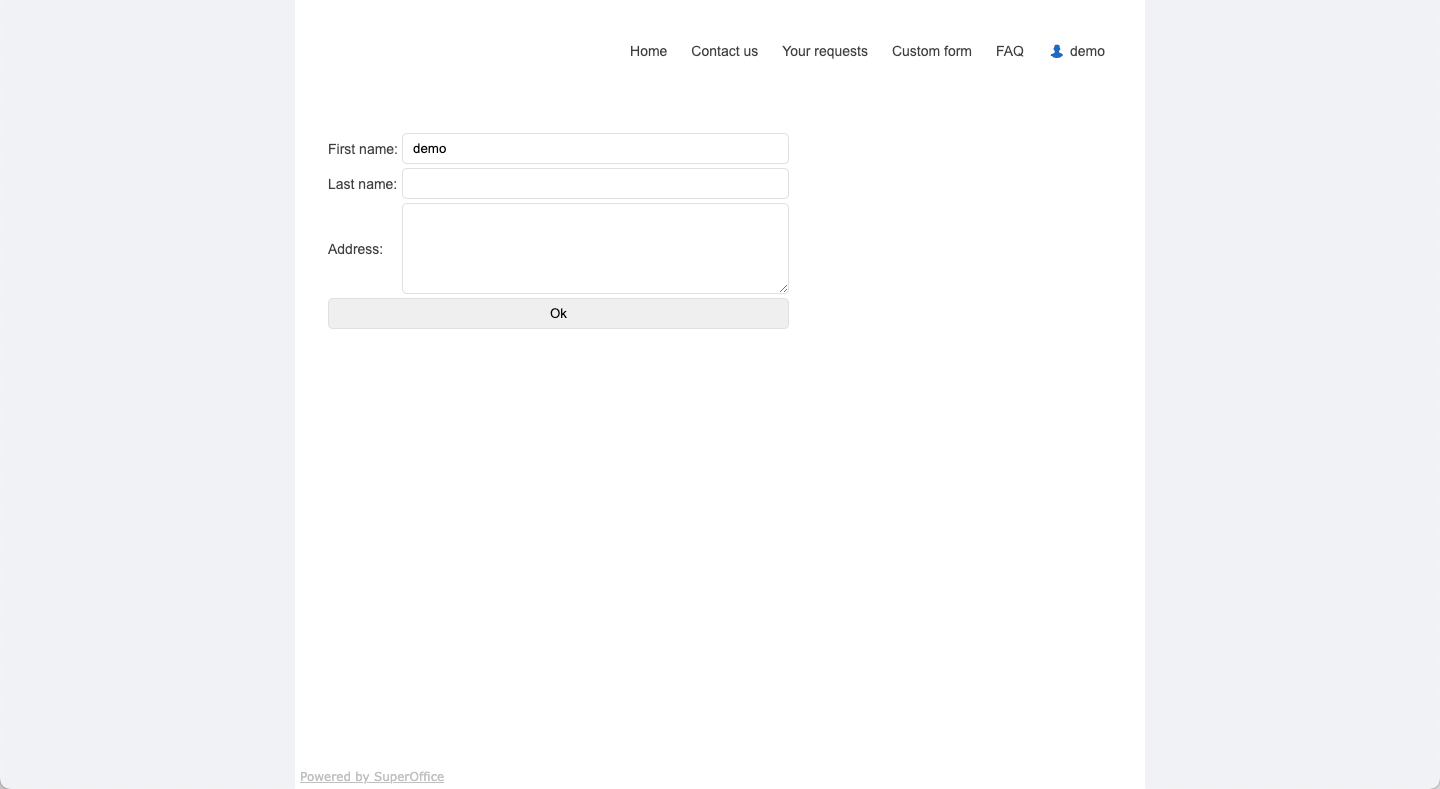 Home Contact us Your requests Custom form FAQ demo
First name: demo
Last name:
Address:
Ok
Powered by SuperOffice